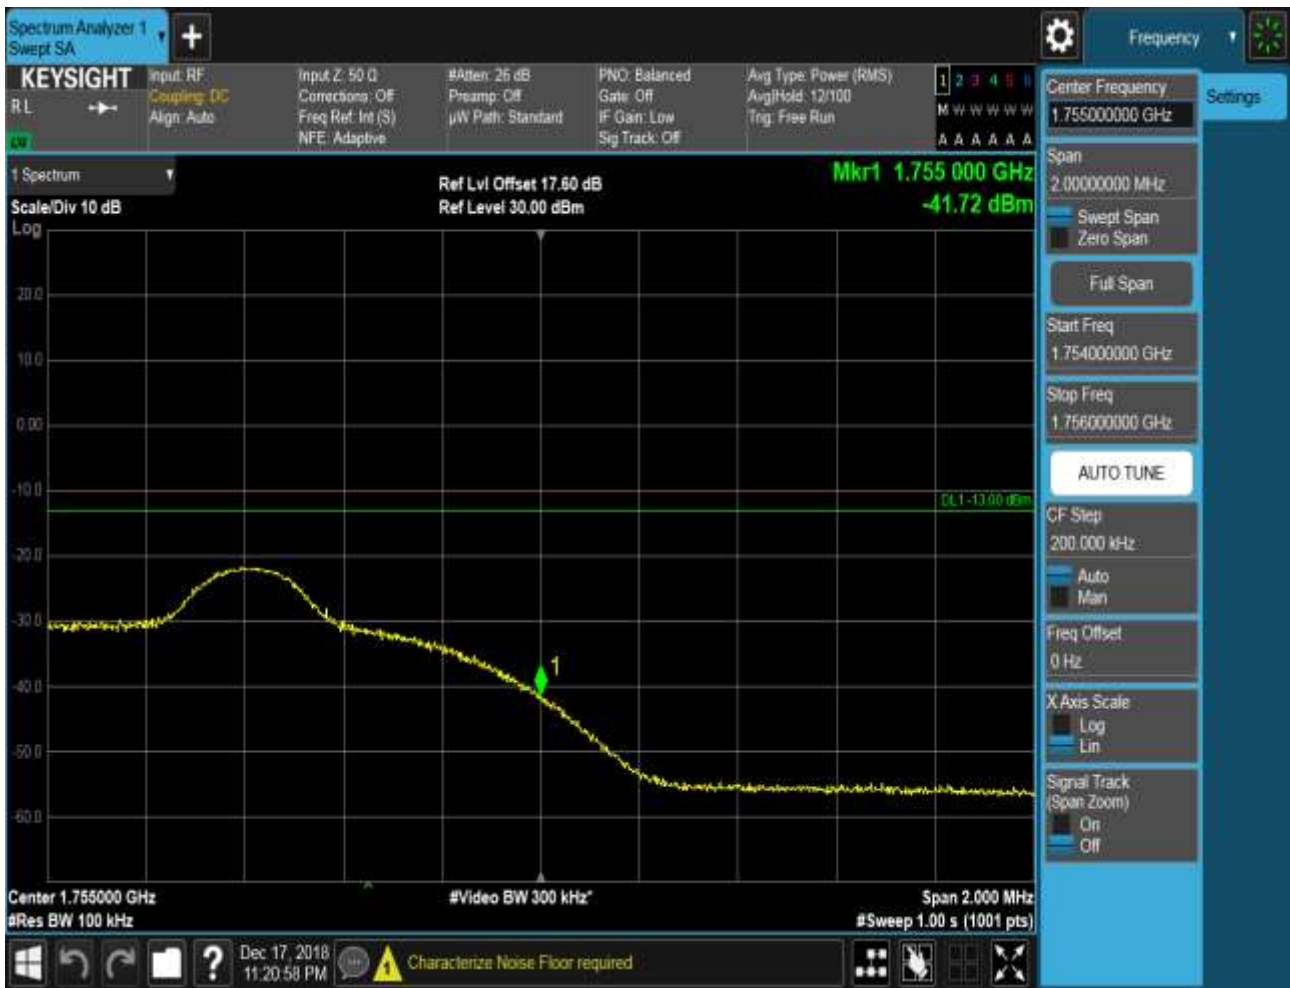 Spectrum Analyzer 1
Swept SA
Frequency
KEYSIGHT
R L
Input: RF
Coupling: DC
Align: Auto
Input Z: 50 Ω
Corrections: Off
Freq Ref: Int (S)
NFE: Adaptive
#Atten: 26 dB
Preamp: Off
µW Path: Standard
PNO: Balanced
Gate: Off
IF Gain: Low
Sig Track: Off
Avg Type: Power (RMS)
Avg|Hold: 12/100
Trig: Free Run
1 2 3 4 5 6
M W W W W W
A A A A A A
1 Spectrum
Scale/Div 10 dB
Log
Ref Lvl Offset 17.60 dB
Ref Level 30.00 dBm
Mkr1 1.755 000 GHz
-41.72 dBm
20.0
10.0
0.00
-10.0
-20.0
-30.0
-40.0
-50.0
-60.0
DL1 -13.00 dBm
1
Center 1.755000 GHz
#Res BW 100 kHz
#Video BW 300 kHz*
Span 2.000 MHz
#Sweep 1.00 s (1001 pts)
Center Frequency
1.755000000 GHz
Settings
Span
2.00000000 MHz
Swept Span
Zero Span
Full Span
Start Freq
1.754000000 GHz
Stop Freq
1.756000000 GHz
AUTO TUNE
CF Step
200.000 kHz
Auto
Man
Freq Offset
0 Hz
X Axis Scale
Log
Lin
Signal Track
(Span Zoom)
On
Off
?
Dec 17, 2018
11:20:58 PM
1
Characterize Noise Floor required